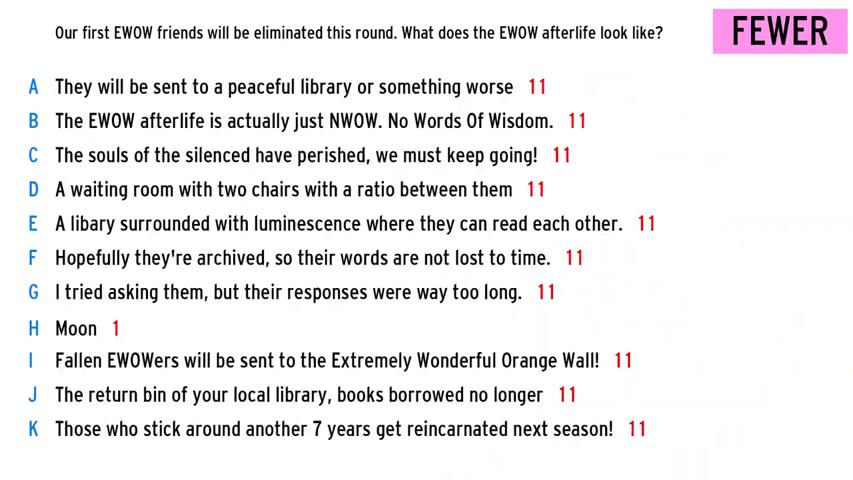 Our first EWOW friends will be eliminated this round. What does the EWOW afterlife look like?
FEWER
A They will be sent to a peaceful library or something worse 11
B The EWOW afterlife is actually just NWOW. No Words Of Wisdom. 11
C The souls of the silenced have perished, we must keep going! 11
D A waiting room with two chairs with a ratio between them 11
E A libary surrounded with luminescence where they can read each other. 11
F Hopefully they're archived, so their words are not lost to time. 11
G I tried asking them, but their responses were way too long. 11
H Moon 1
I Fallen EWOWers will be sent to the Extremely Wonderful Orange Wall! 11
J The return bin of your local library, books borrowed no longer 11
K Those who stick around another 7 years get reincarnated next season! 11